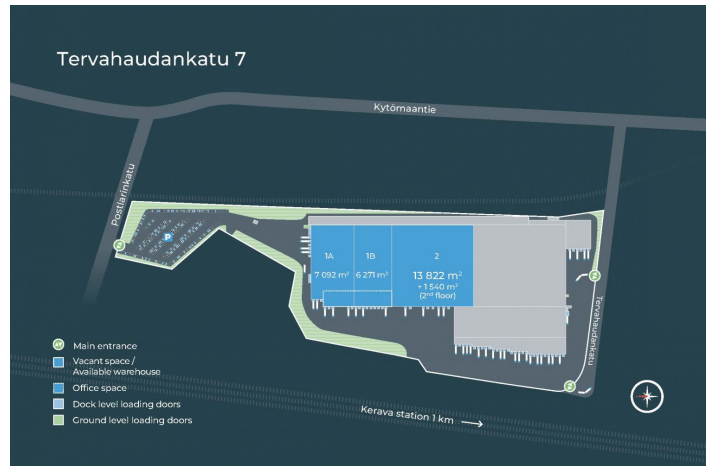 Tervahaudankatu 7
Kytömaantie
Postlarinkatu
P
1A
1B
2
7 092 m²
6 271 m²
13 822 m²
+ 1 540 m²
(2nd floor)
Tervahaudankatu
Main entrance
Vacant space /
Available warehouse
Office space
Dock level loading doors
Ground level loading doors
Kerava station 1 km